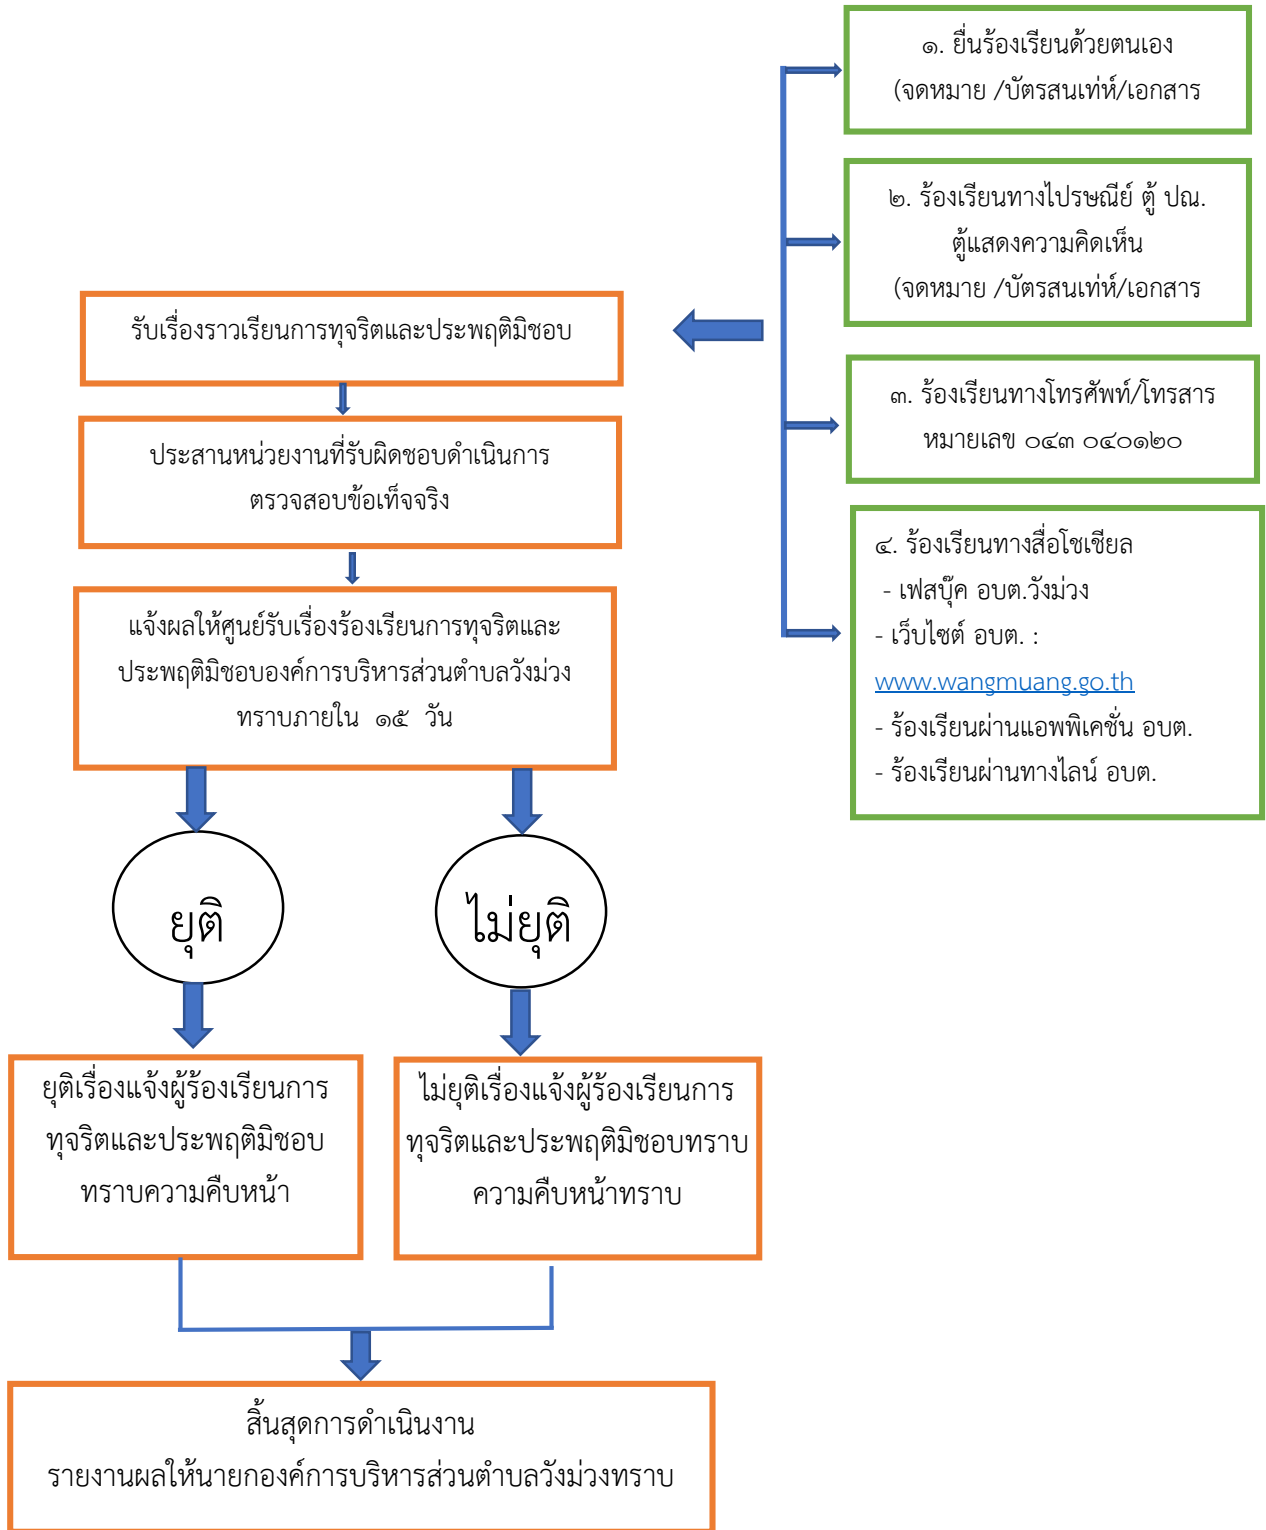 ๑. ยื่นร้องเรียนด้วยตนเอง
(จดหมาย /บัตรสนเท่ห์/เอกสาร
๒. ร้องเรียนทางไปรษณีย์ ตู้ ปณ.
ตู้แสดงความคิดเห็น
(จดหมาย /บัตรสนเท่ห์/เอกสาร
๓. ร้องเรียนทางโทรศัพท์/โทรสาร
หมายเลข ๐๔๓ ๐๔๐๑๒๐
๔. ร้องเรียนทางสื่อโซเชียล
- เฟสบุ๊ค อบต.วังม่วง
- เว็บไซต์ อบต. :
www.wangmuang.go.th
- ร้องเรียนผ่านแอพพิเคชั่น อบต.
- ร้องเรียนผ่านทางไลน์ อบต.
รับเรื่องราวเรียนการทุจริตและประพฤติมิชอบ
ประสานหน่วยงานที่รับผิดชอบดำเนินการ
ตรวจสอบข้อเท็จจริง
แจ้งผลให้ศูนย์รับเรื่องร้องเรียนการทุจริตและ
ประพฤติมิชอบองค์การบริหารส่วนตำบลวังม่วง
ทราบภายใน ๑๕ วัน
ยุติ
ไม่ยุติ
ยุติเรื่องแจ้งผู้ร้องเรียนการ
ทุจริตและประพฤติมิชอบ
ทราบความคืบหน้า
ไม่ยุติเรื่องแจ้งผู้ร้องเรียนการ
ทุจริตและประพฤติมิชอบทราบ
ความคืบหน้าทราบ
สิ้นสุดการดำเนินงาน
รายงานผลให้นายกองค์การบริหารส่วนตำบลวังม่วงทราบ